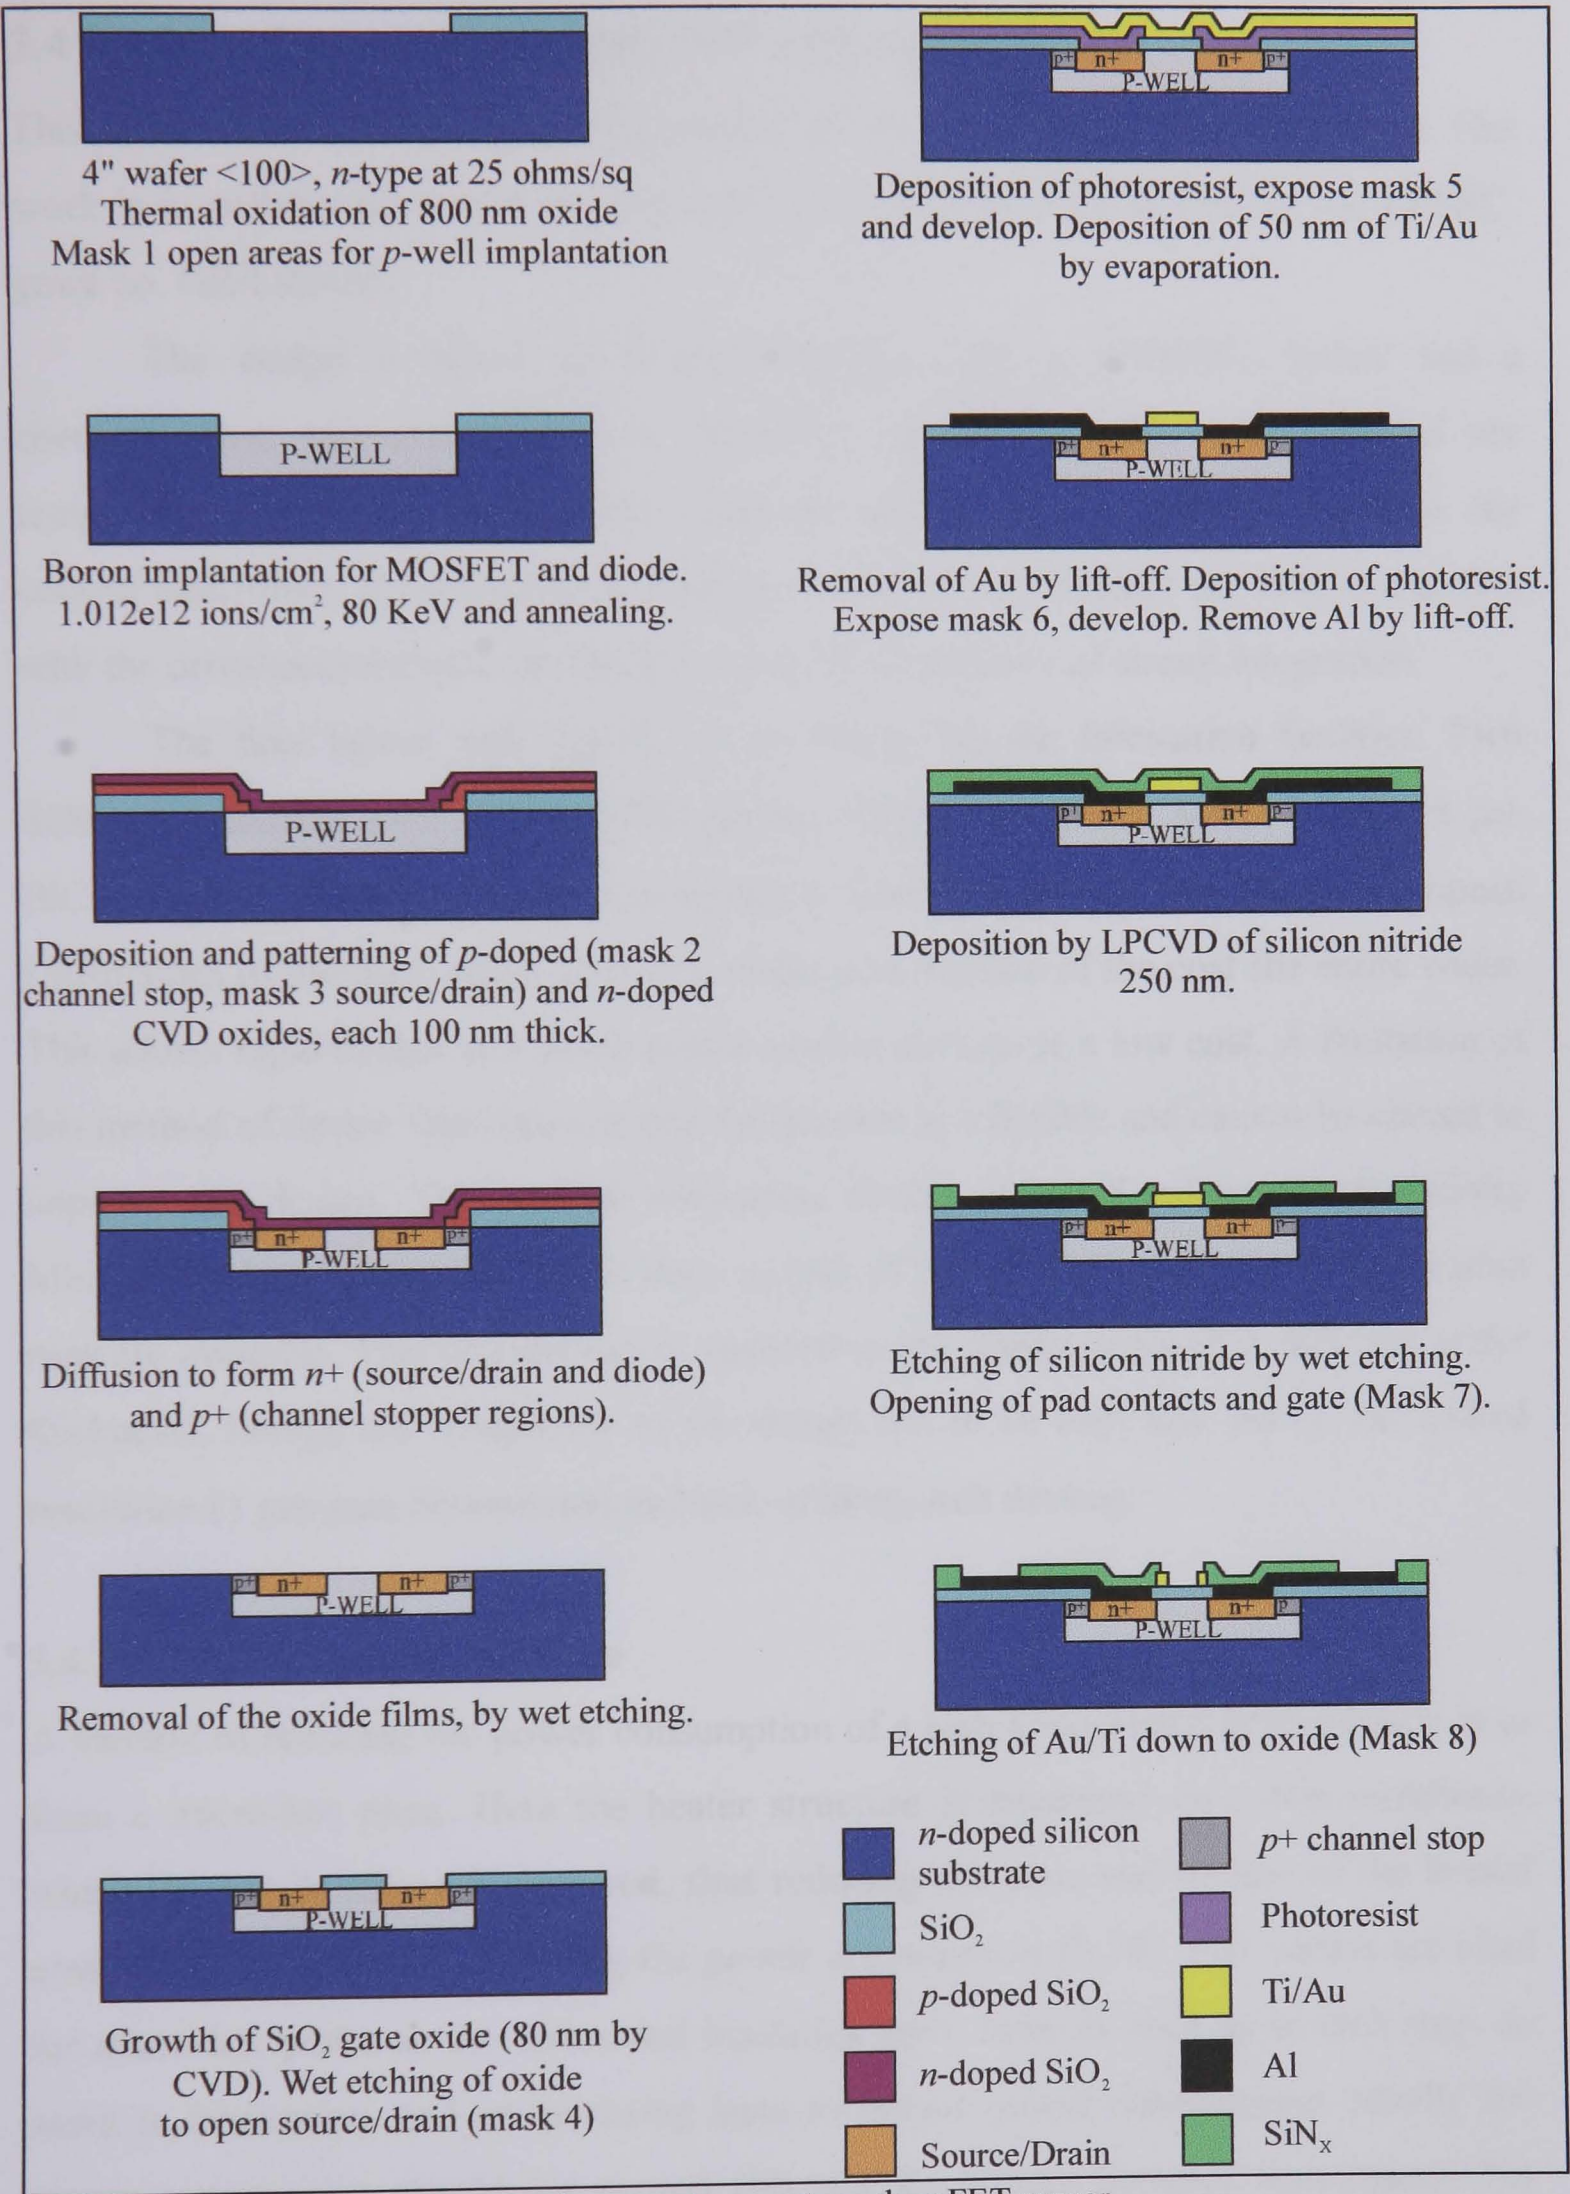 4" wafer <100>, n-type at 25 ohms/sq
Thermal oxidation of 800 nm oxide
Mask 1 open areas for p-well implantation
P-WELL
Boron implantation for MOSFET and diode.
1.012e12 ions/cm², 80 KeV and annealing.
P-WELL
Deposition and patterning of p-doped (mask 2
channel stop, mask 3 source/drain) and n-doped
CVD oxides, each 100 nm thick.
p+ n+ n+ p+
P-WELL
Diffusion to form n+ (source/drain and diode)
and p+ (channel stopper regions).
p+ n+ n+ p+
P-WELL
Removal of the oxide films, by wet etching.
p+ n+ n+ p+
P-WELL
Growth of SiO₂ gate oxide (80 nm by
CVD). Wet etching of oxide
to open source/drain (mask 4)
p+ n+ n+ p+
P-WELL
Deposition of photoresist, expose mask 5
and develop. Deposition of 50 nm of Ti/Au
by evaporation.
p+ n+ n+ p
P-WELL
Removal of Au by lift-off. Deposition of photoresist.
Expose mask 6, develop. Remove Al by lift-off.
p+ n+ n+ p
P-WELL
Deposition by LPCVD of silicon nitride
250 nm.
p+ n+ n+ p
P-WELL
Etching of silicon nitride by wet etching.
Opening of pad contacts and gate (Mask 7).
p+ n+ n+ p
P-WELL
Etching of Au/Ti down to oxide (Mask 8)
n-doped silicon
substrate
SiO₂
p-doped SiO₂
n-doped SiO₂
Source/Drain
p+ channel stop
Photoresist
Ti/Au
Al
SiNₓ